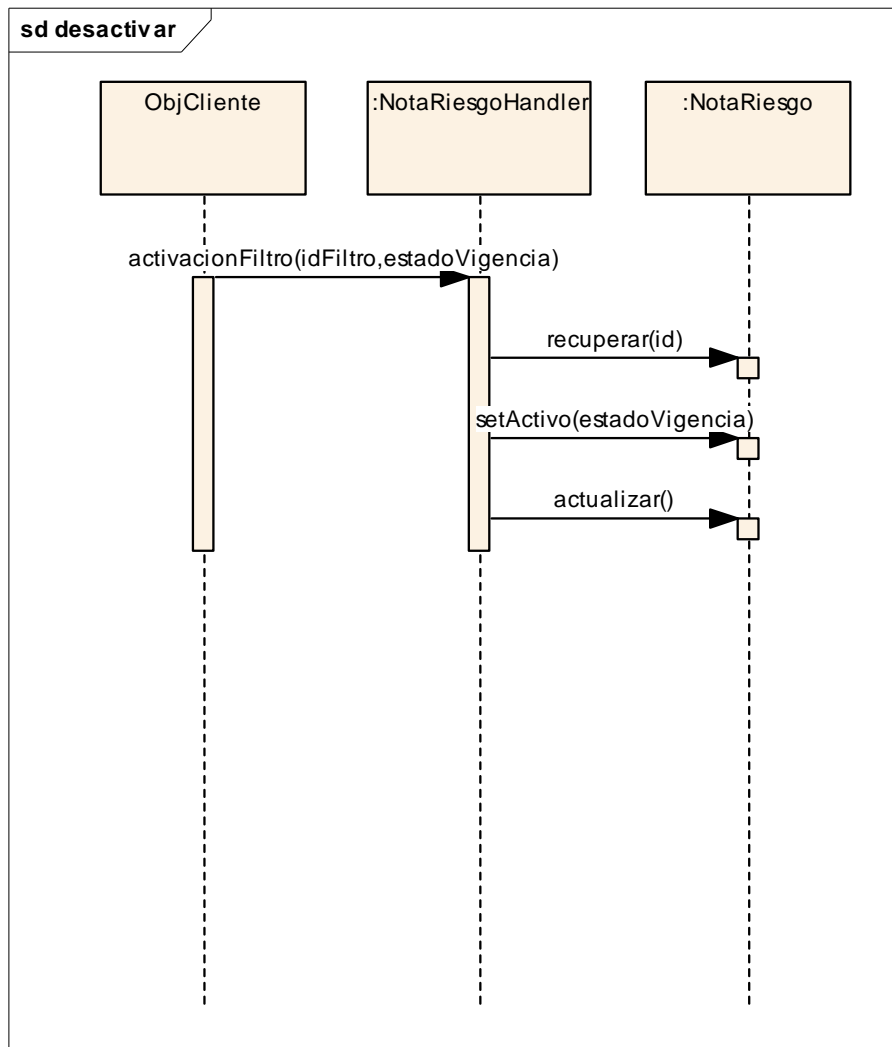 sd desactivar
ObjCliente
:NotaRiesgoHandler
:NotaRiesgo
activacionFiltro(idFiltro,estadoVigencia)
recuperar(id)
setActivo(estadoVigencia)
actualizar()